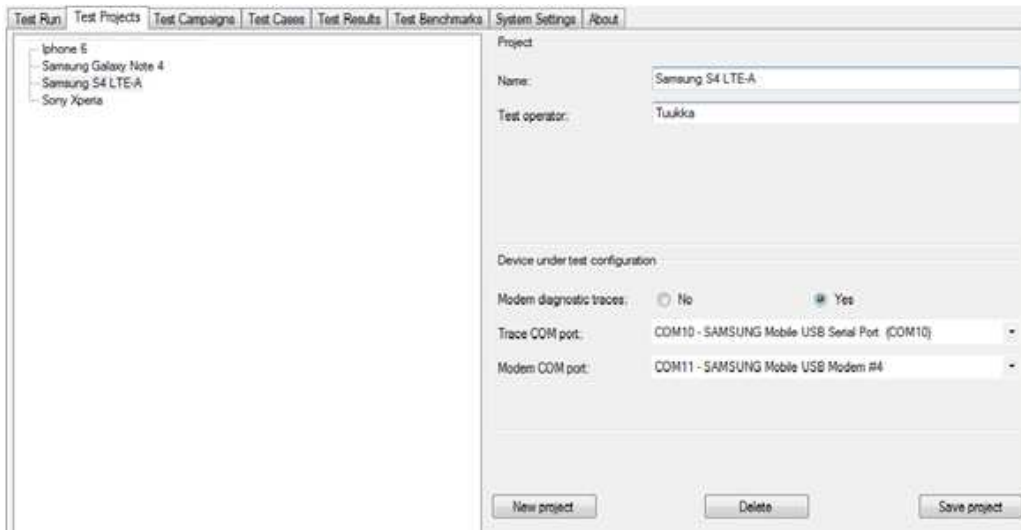 Test Run Test Projects Test Campaigns Test Cases Test Results Test Benchmarks System Settings About
Iphone 6
Samsung Galaxy Note 4
Samsung S4 LTE-A
Sony Xperia
Project
Name: Samsung S4 LTE-A
Test operator: Tuukka
Device under test configuration
Modem diagnostic traces: No Yes
Trace COM port: COM10 - SAMSUNG Mobile USB Serial Port (COM10)
Modem COM port: COM11 - SAMSUNG Mobile USB Modem #4
New project Delete Save project